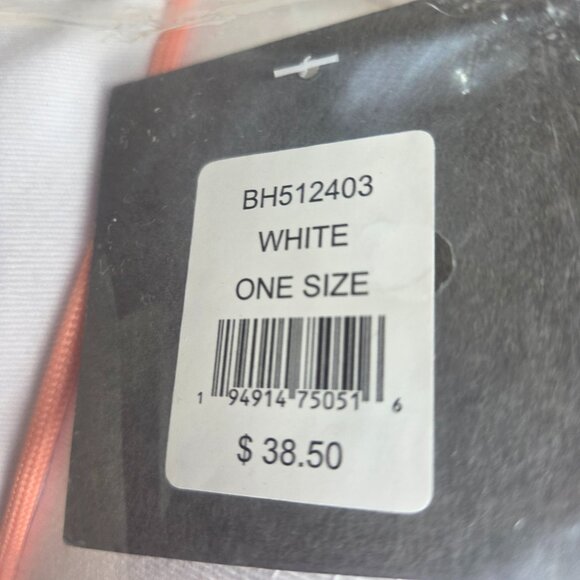 BH512403
WHITE
ONE SIZE
1 94914 75051 6
$ 38.50